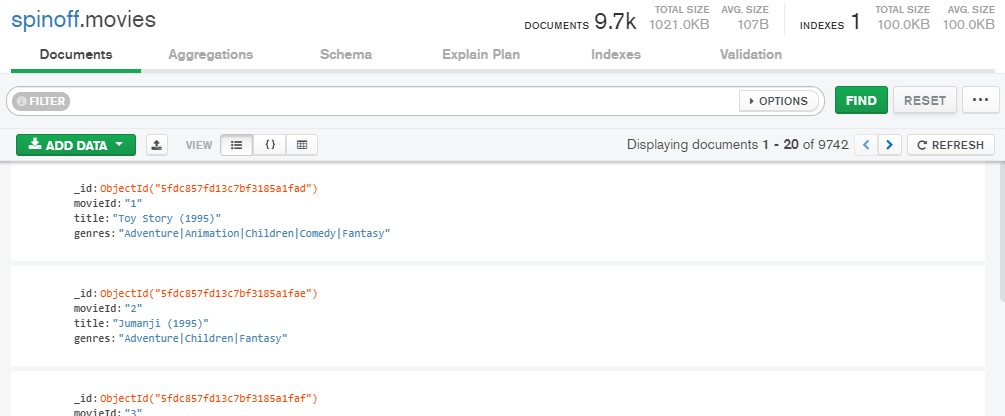 spinoff.movies
DOCUMENTS 9.7k TOTAL SIZE 1021.0KB AVG. SIZE 107B INDEXES 1 TOTAL SIZE 100.0KB AVG. SIZE 100.0KB
Documents Aggregations Schema Explain Plan Indexes Validation
FILTER OPTIONS FIND RESET ...
ADD DATA VIEW {} Displaying documents 1 - 20 of 9742 < > REFRESH
_id: ObjectId("5fdc857fd13c7bf3185a1fad")
movieId: "1"
title: "Toy Story (1995)"
genres: "Adventure|Animation|Children|Comedy|Fantasy"
_id: ObjectId("5fdc857fd13c7bf3185a1fae")
movieId: "2"
title: "Jumanji (1995)"
genres: "Adventure|Children|Fantasy"
_id: ObjectId("5fdc857fd13c7bf3185a1faf")
movieId: "3"